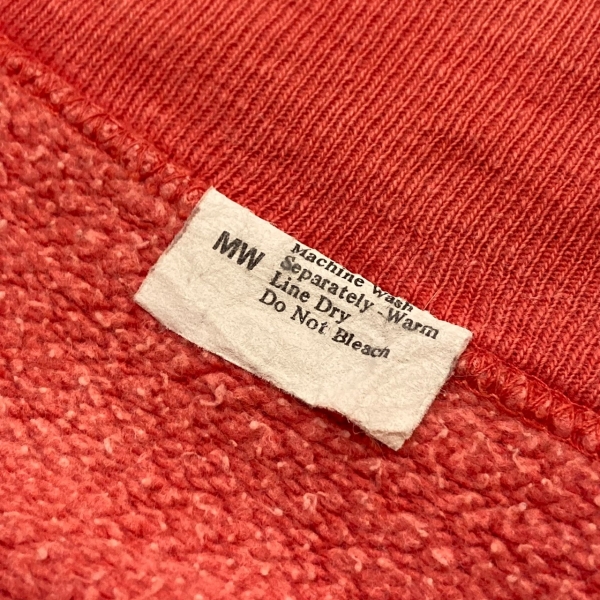 MW
Machine Wash
Separately - Warm
Line Dry
Do Not Bleach